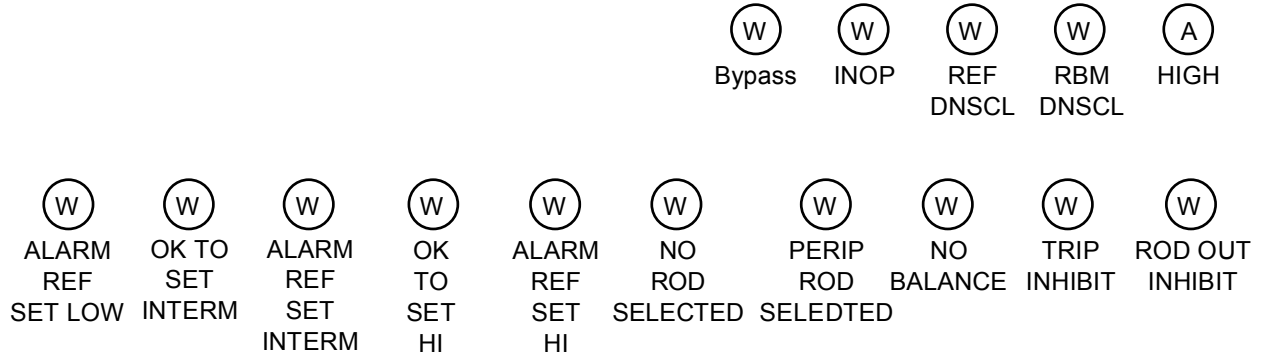 W W W W A
Bypass INOP REF RBM HIGH
DNSCL DNSCL
W W W W W W W W W W
ALARM OK TO ALARM OK ALARM NO PERIP NO TRIP ROD OUT
REF SET REF TO REF ROD ROD BALANCE INHIBIT INHIBIT
SET LOW INTERM SET SET SET SELECTED SELEDTED
INTERM HI HI